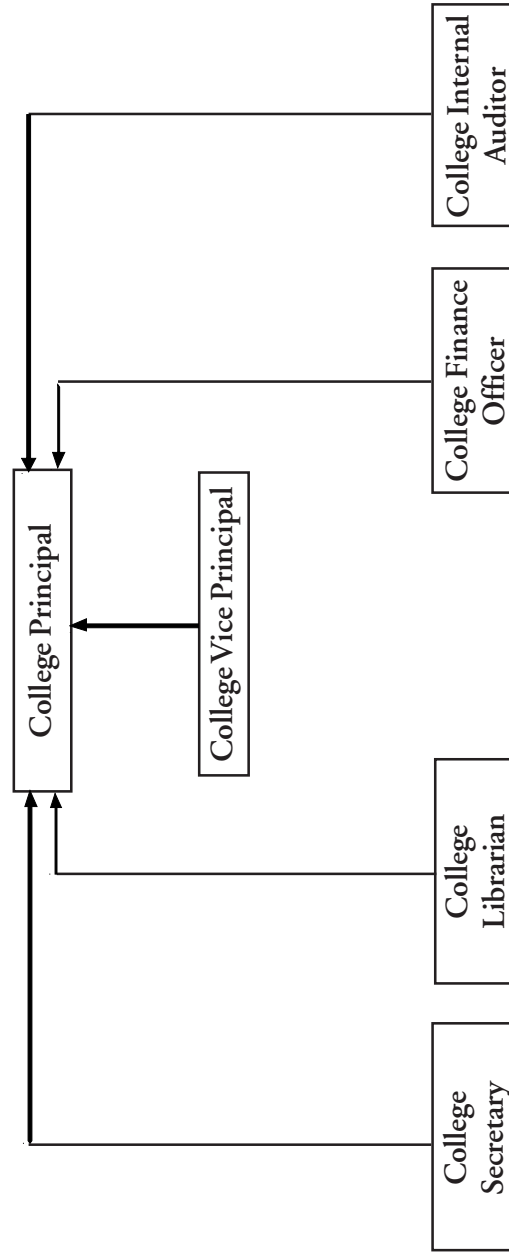 College Principal
College Vice Principal
College
Secretary
College
Librarian
College Finance
Officer
College Internal
Auditor